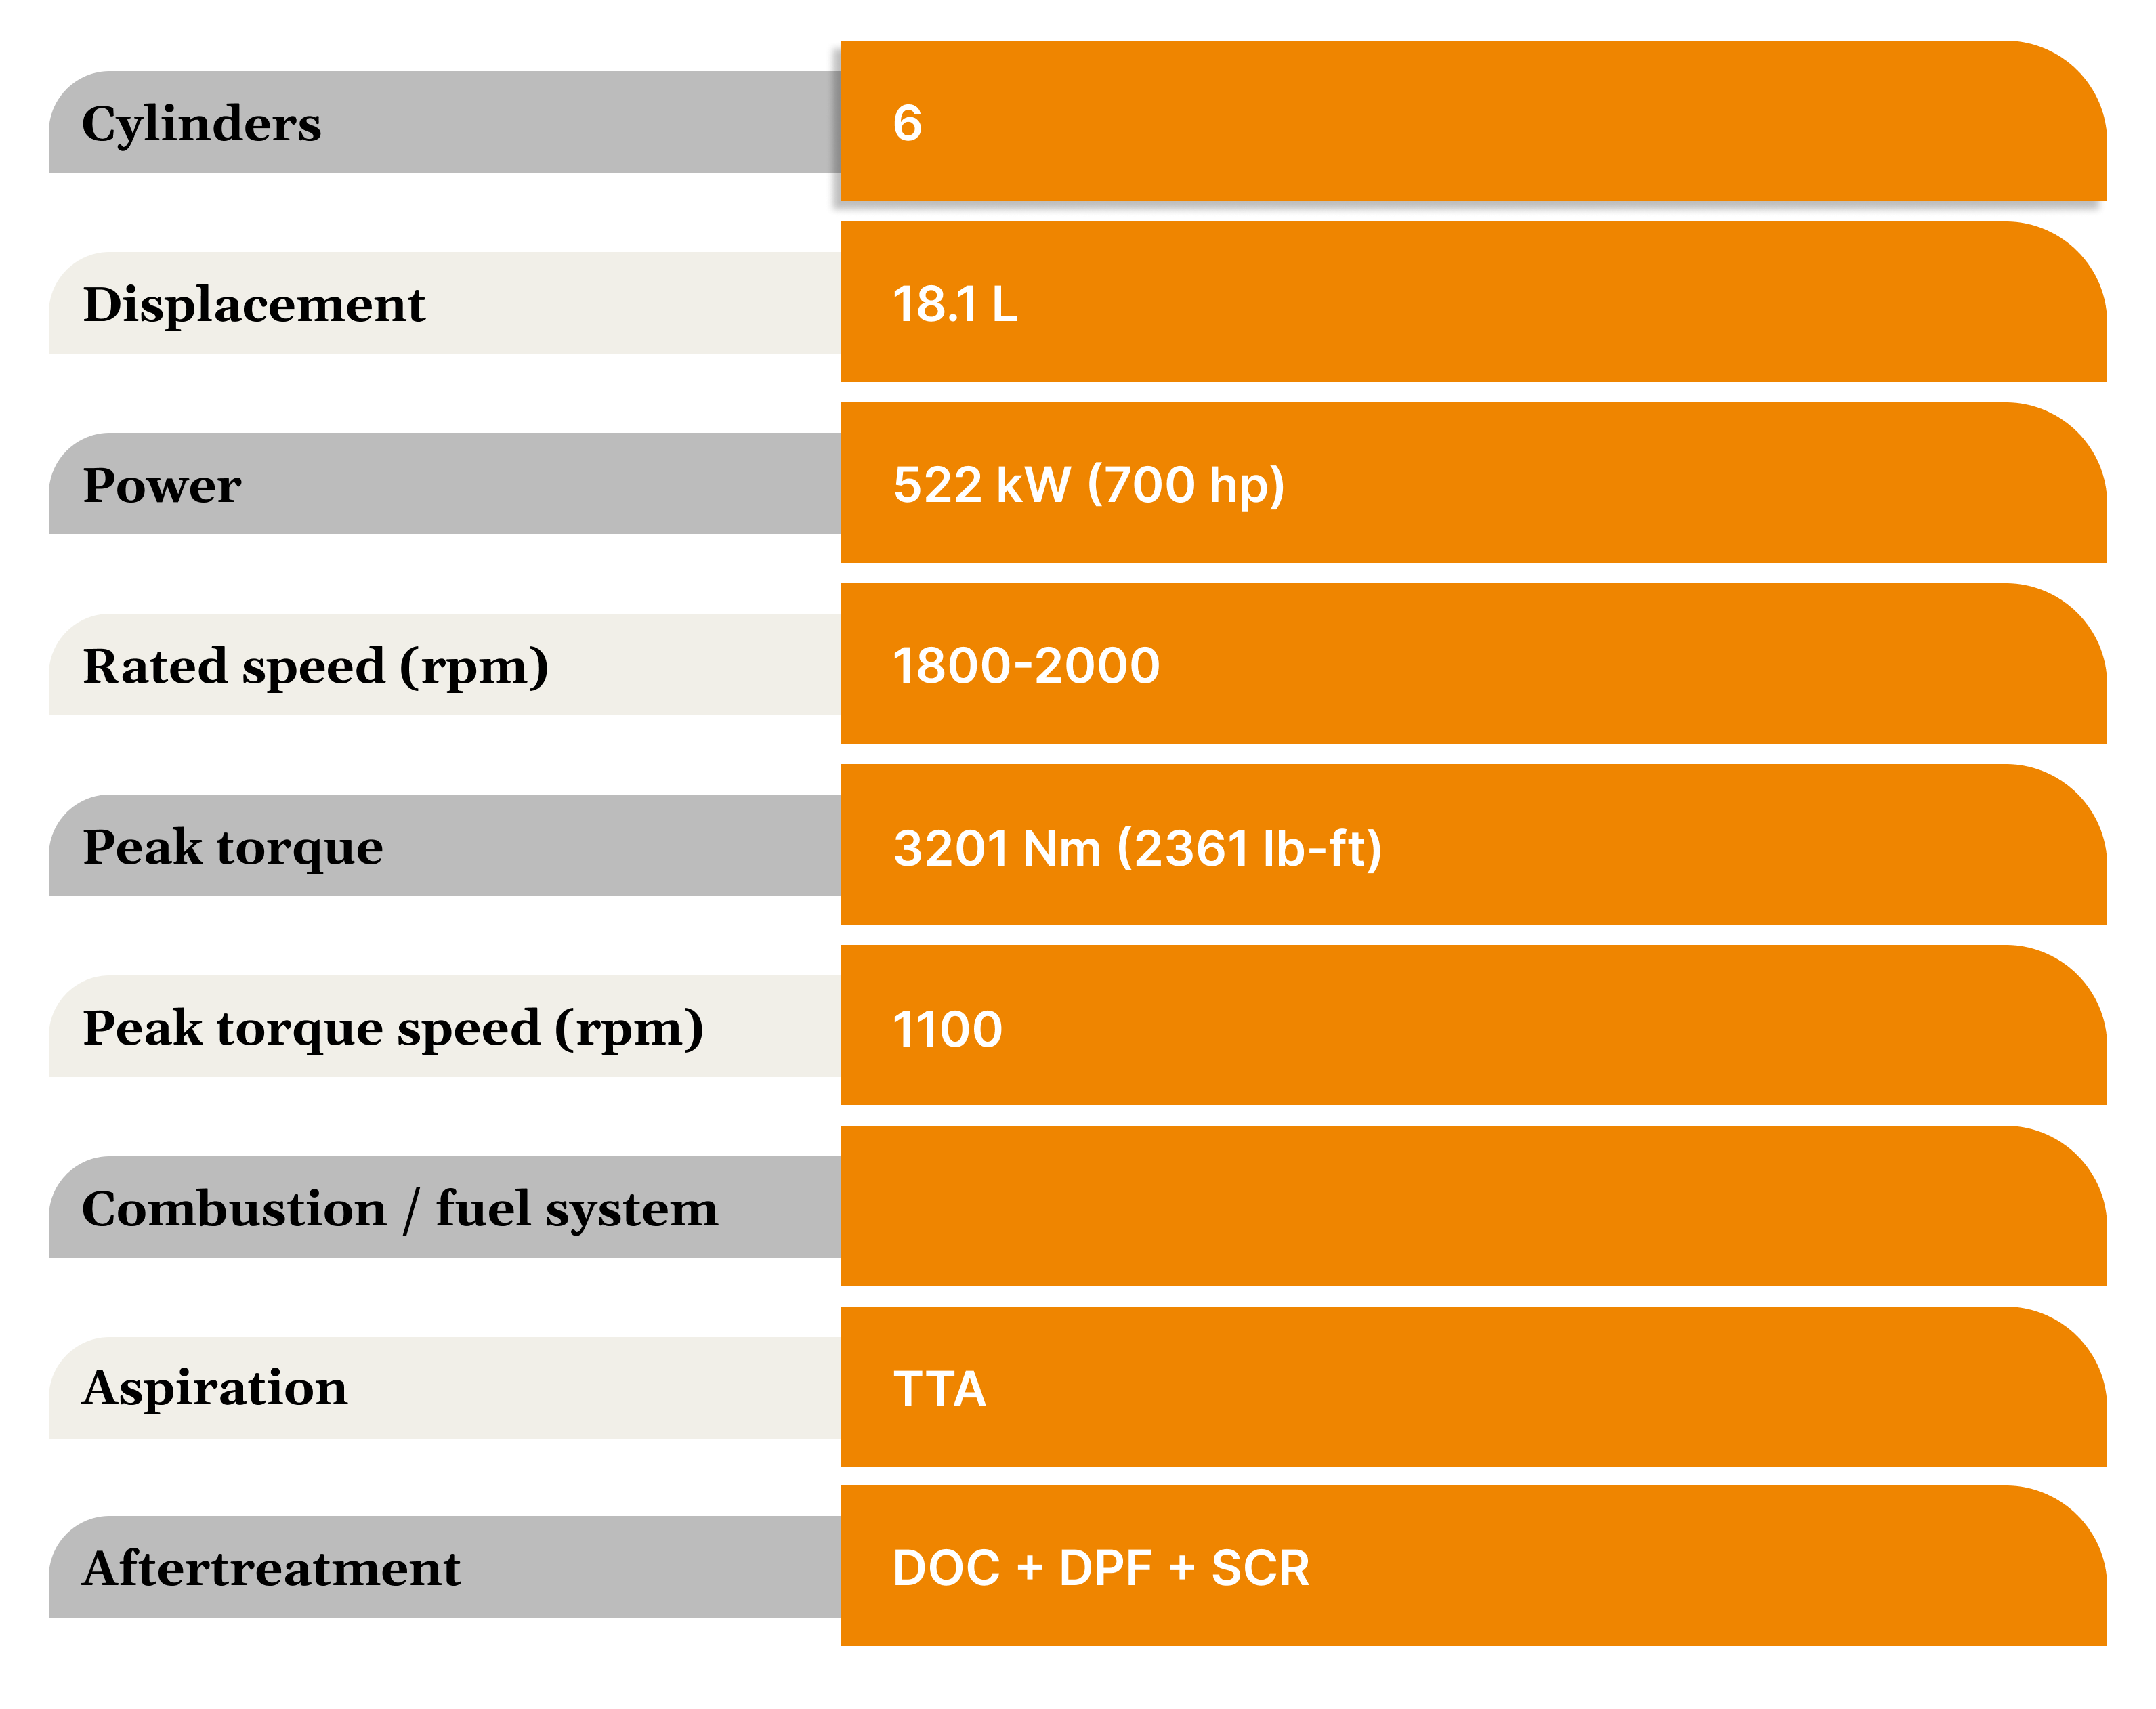 Cylinders 6
Displacement 18.1 L
Power 522 kW (700 hp)
Rated speed (rpm) 1800-2000
Peak torque 3201 Nm (2361 lb-ft)
Peak torque speed (rpm) 1100
Combustion / fuel system
Aspiration TTA
Aftertreatment DOC + DPF + SCR